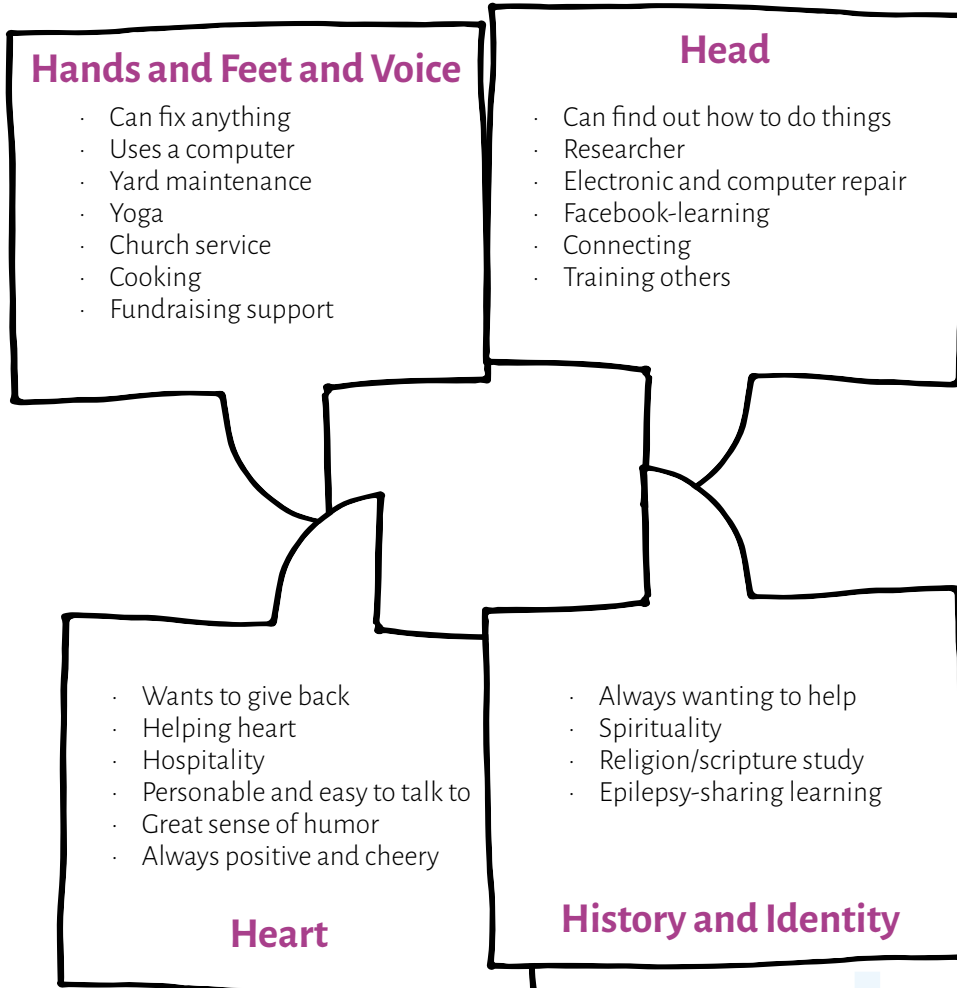 Hands and Feet and Voice
· Can fix anything
· Uses a computer
· Yard maintenance
· Yoga
· Church service
· Cooking
· Fundraising support
Head
· Can find out how to do things
· Researcher
· Electronic and computer repair
· Facebook-learning
· Connecting
· Training others
· Wants to give back
· Helping heart
· Hospitality
· Personable and easy to talk to
· Great sense of humor
· Always positive and cheery
Heart
· Always wanting to help
· Spirituality
· Religion/scripture study
· Epilepsy-sharing learning
History and Identity